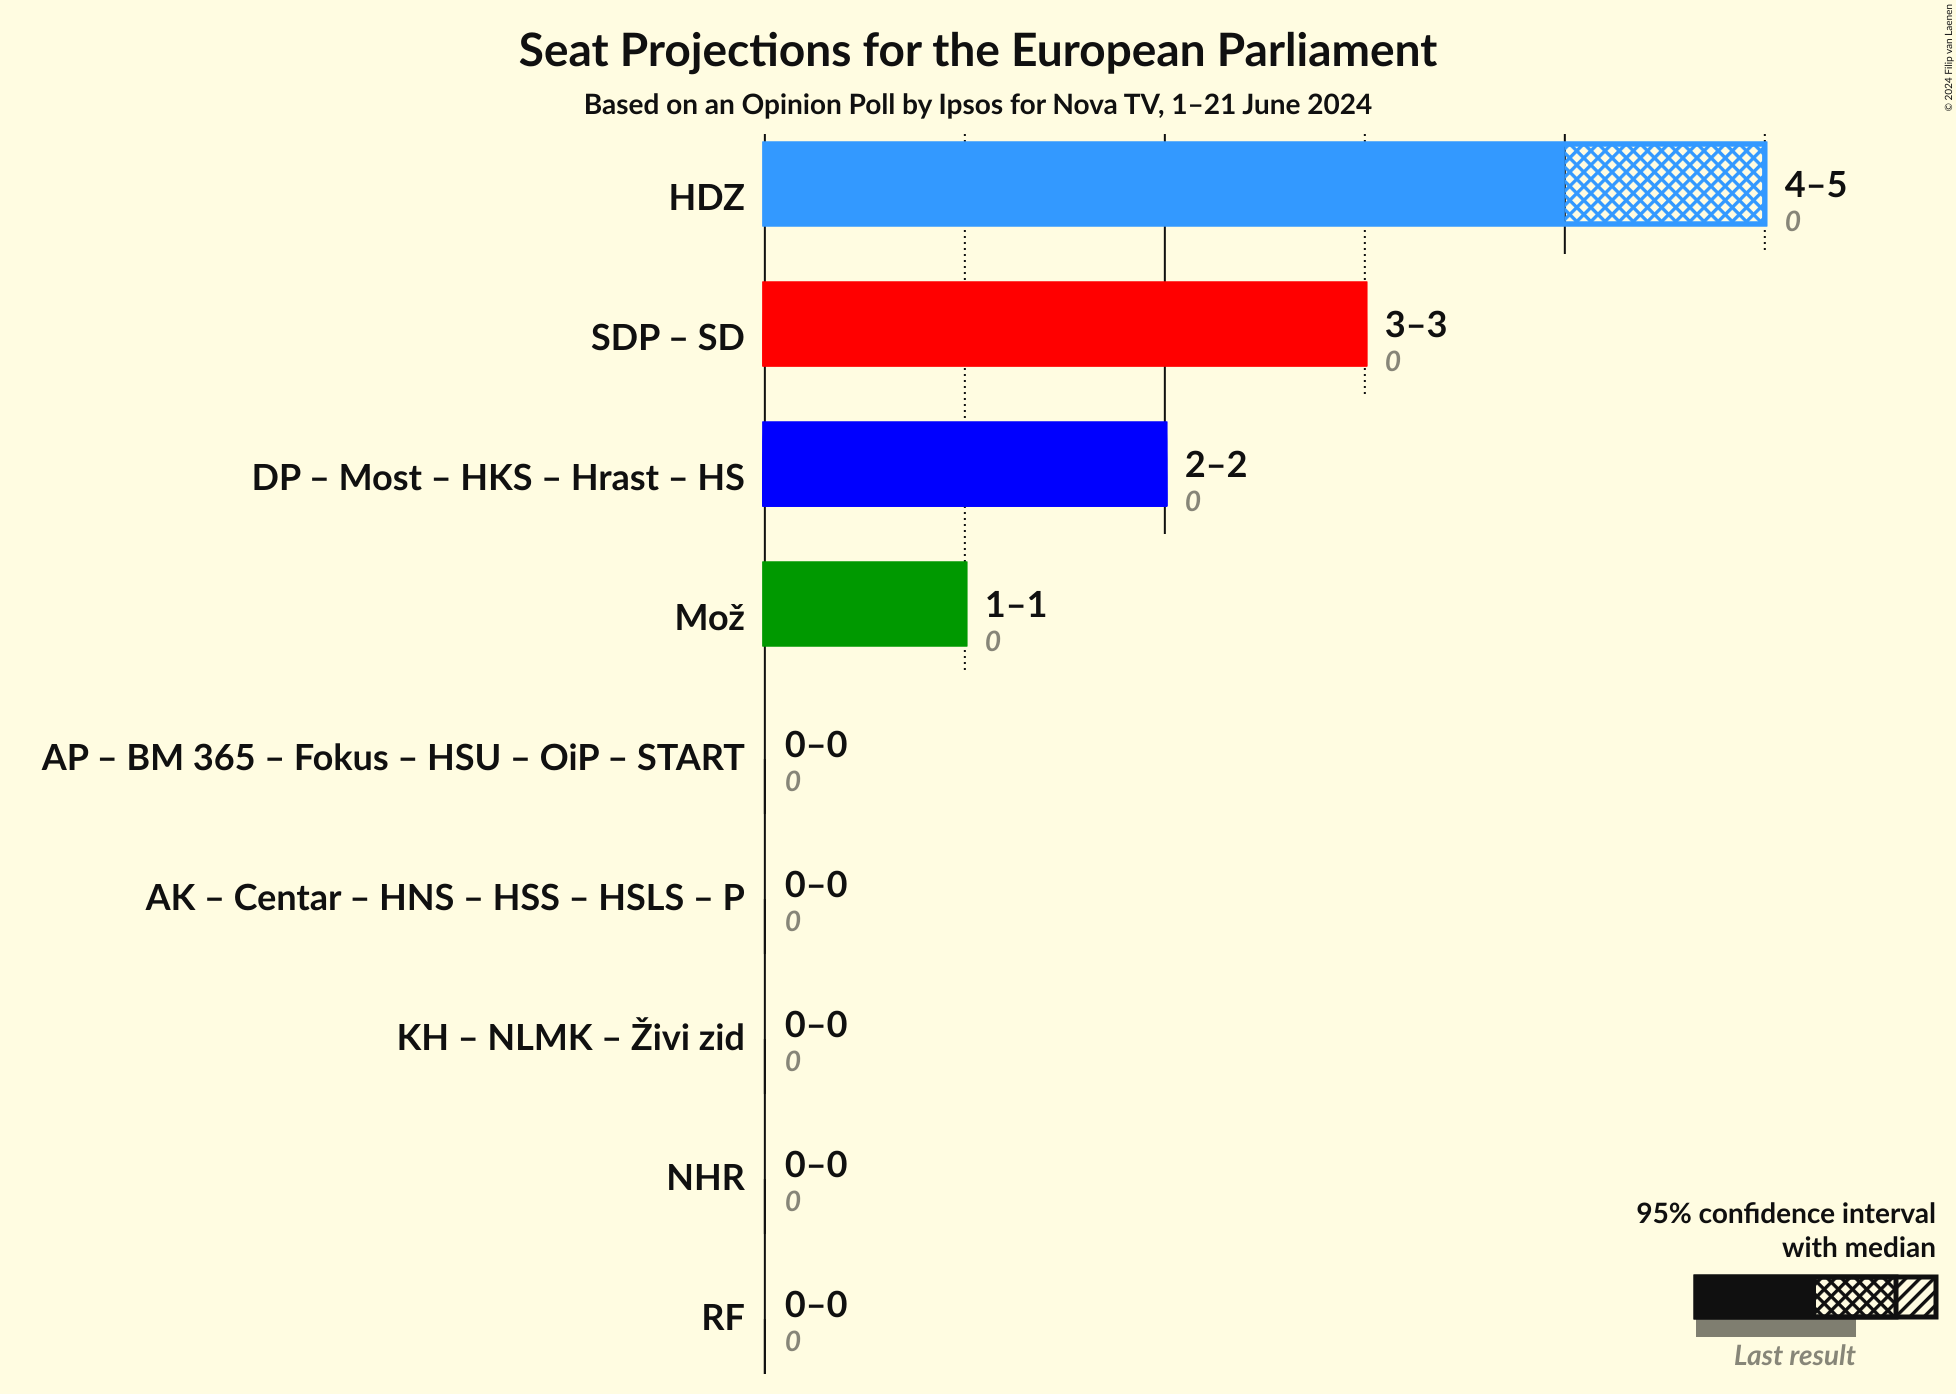 Seat Projections for the European Parliament
Based on an Opinion Poll by Ipsos for Nova TV, 1–21 June 2024
© 2024 Filip van Laenen
HDZ
4–5
0
SDP – SD
3–3
0
DP – Most – HKS – Hrast – HS
2–2
0
Mož
1–1
0
AP – BM 365 – Fokus – HSU – OiP – START
0–0
0
AK – Centar – HNS – HSS – HSLS – P
0–0
0
KH – NLMK – Živi zid
0–0
0
NHR
0–0
0
RF
0–0
0
95% confidence interval
with median
Last result